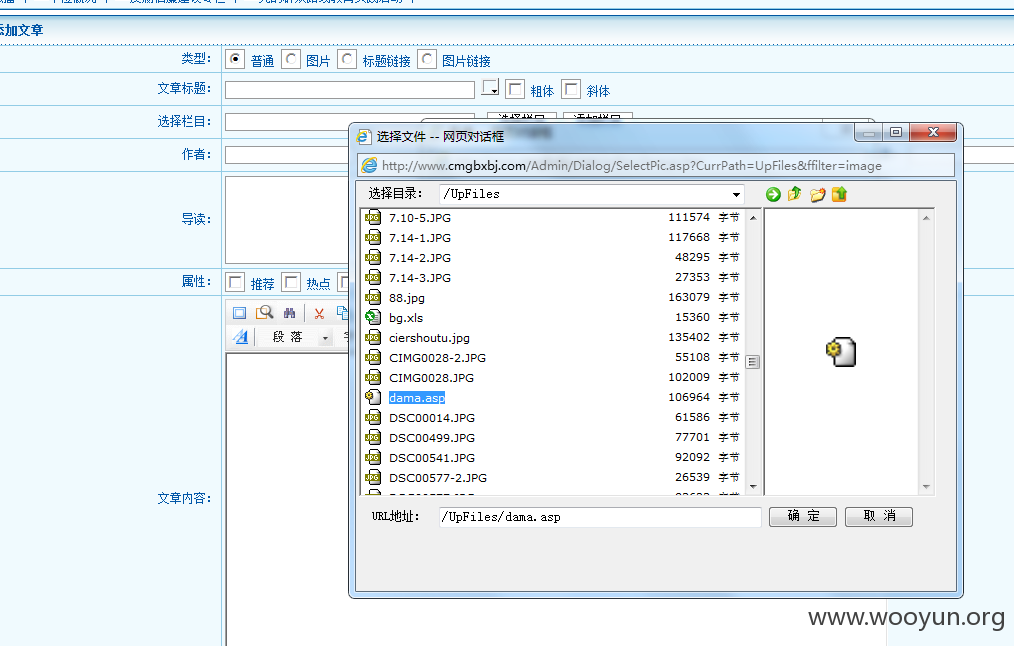 添加文章
类型： 普通 图片 标题链接 图片链接
文章标题： 粗体 斜体
选择栏目： 选择栏目 添加栏目
作者：
导读：
属性： 推荐 热点
段落
文章内容：
选择文件 -- 网页对话框
http://www.cmgbxbj.com/Admin/Dialog/SelectPic.asp?CurrPath=UpFiles&ffilter=image
选择目录： /UpFiles
7.10-5.JPG 111574 字节
7.14-1.JPG 117668 字节
7.14-2.JPG 48295 字节
7.14-3.JPG 27353 字节
88.jpg 163079 字节
bg.xls 15360 字节
ciershoutu.jpg 135402 字节
CIMG0028-2.JPG 55108 字节
CIMG0028.JPG 102009 字节
dama.asp 106964 字节
DSC00014.JPG 61586 字节
DSC00499.JPG 77701 字节
DSC00541.JPG 92092 字节
DSC00577-2.JPG 26539 字节
URL地址： /UpFiles/dama.asp 确 定 取 消
www.wooyun.org